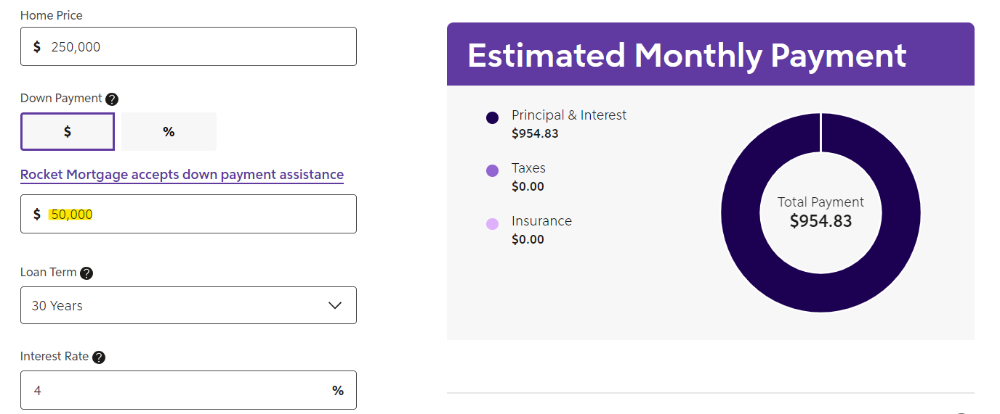 Home Price
$ 250,000
Down Payment ?
$ %
Rocket Mortgage accepts down payment assistance
$ 50,000
Loan Term ?
30 Years
Interest Rate ?
4 %
Estimated Monthly Payment
Principal & Interest
$954.83
Taxes
$0.00
Insurance
$0.00
Total Payment
$954.83